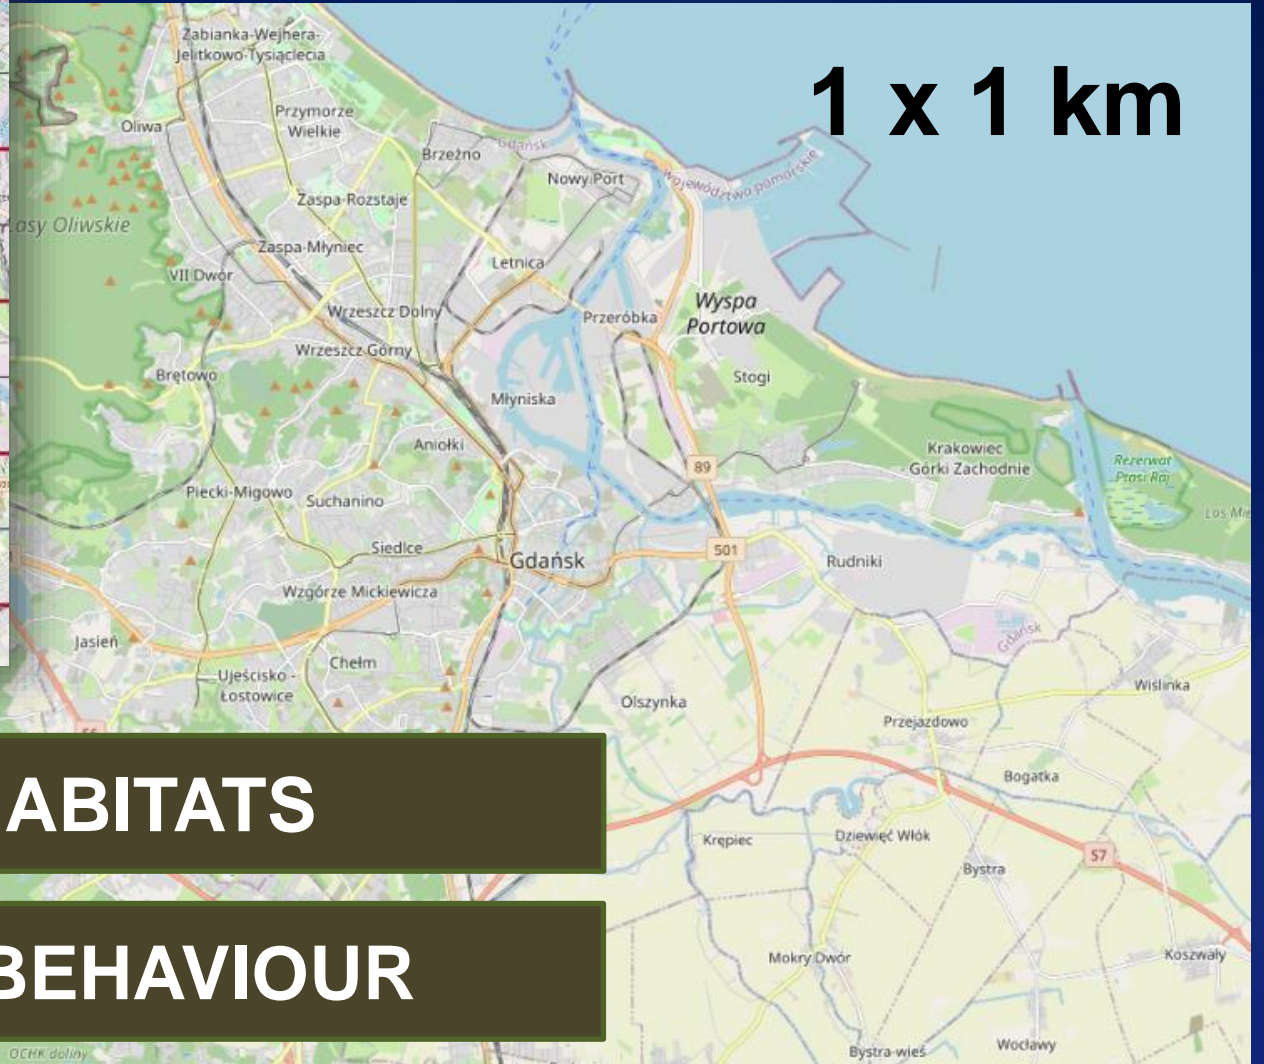 Żabianka-Wejhera-
Jelitkowo-Tysiąclecia
1 x 1 km
Przymorze
Wielkie
Oliwa
Brzeźno
Gdańsk
Nowy Port
województwo pomorskie
Zaspa-Rozstaje
Lasy Oliwskie
Zaspa-Młyniec
VII Dwór
Letnica
Wyspa
Portowa
Wrzeszcz Dolny
Przeróbka
Wrzeszcz Górny
Brętowo
Stogi
Młyniska
Aniołki
Krakowiec
- Górki Zachodnie
Rezerwat
Ptasi Raj
89
Piecki-Migowo
Suchanino
Siedlce
Gdańsk
501
Rudniki
Wzgórze Mickiewicza
Jasień
Chełm
Gdańsk
Ujeścisko -
Łostowice
Olszynka
Wiślinka
Przejazdowo
Bogatka
ABITATS
Krępiec
Dziewięć Włók
S7
Bystra
BEHAVIOUR
Mokry Dwór
Koszwały
OCHK doliny
Bystra-wieś
Wocławy